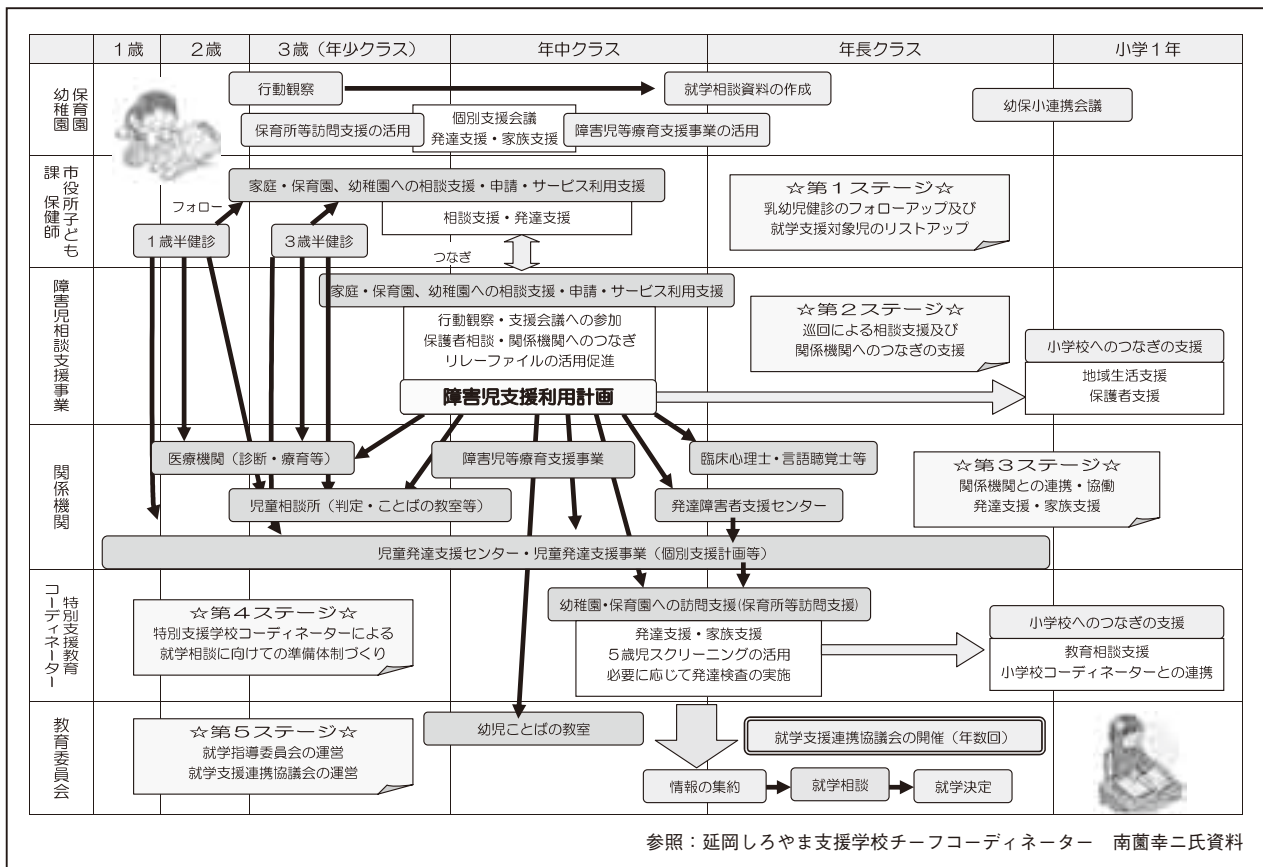 1歳
2歳
3歳（年少クラス）
年中クラス
年長クラス
小学1年
保育園
幼稚園
行動観察
就学相談資料の作成
幼保小連携会議
保育所等訪問支援の活用
個別支援会議
発達支援・家族支援
障害児等療育支援事業の活用
市役所子ども
課 保健師
家庭・保育園、幼稚園への相談支援・申請・サービス利用支援
フォロー
相談支援・発達支援
1歳半健診
3歳半健診
つなぎ
☆第1ステージ☆
乳幼児健診のフォローアップ及び
就学支援対象児のリストアップ
障害児相談支援事業
家庭・保育園、幼稚園への相談支援・申請・サービス利用支援
行動観察・支援会議への参加
保護者相談・関係機関へのつなぎ
リレーファイルの活用促進
障害児支援利用計画
☆第2ステージ☆
巡回による相談支援及び
関係機関へのつなぎの支援
小学校へのつなぎの支援
地域生活支援
保護者支援
関係機関
医療機関（診断・療育等）
障害児等療育支援事業
臨床心理士・言語聴覚士等
児童相談所（判定・ことばの教室等）
発達障害者支援センター
☆第3ステージ☆
関係機関との連携・協働
発達支援・家族支援
児童発達支援センター・児童発達支援事業（個別支援計画等）
特別支援教育
コーディネーター
☆第4ステージ☆
特別支援学校コーディネーターによる
就学相談に向けての準備体制づくり
幼稚園・保育園への訪問支援(保育所等訪問支援)
発達支援・家族支援
5歳児スクリーニングの活用
必要に応じて発達検査の実施
小学校へのつなぎの支援
教育相談支援
小学校コーディネーターとの連携
教育委員会
☆第5ステージ☆
就学指導委員会の運営
就学支援連携協議会の運営
幼児ことばの教室
就学支援連携協議会の開催（年数回）
情報の集約
就学相談
就学決定
参照：延岡しろやま支援学校チーフコーディネーター　南薗幸二氏資料